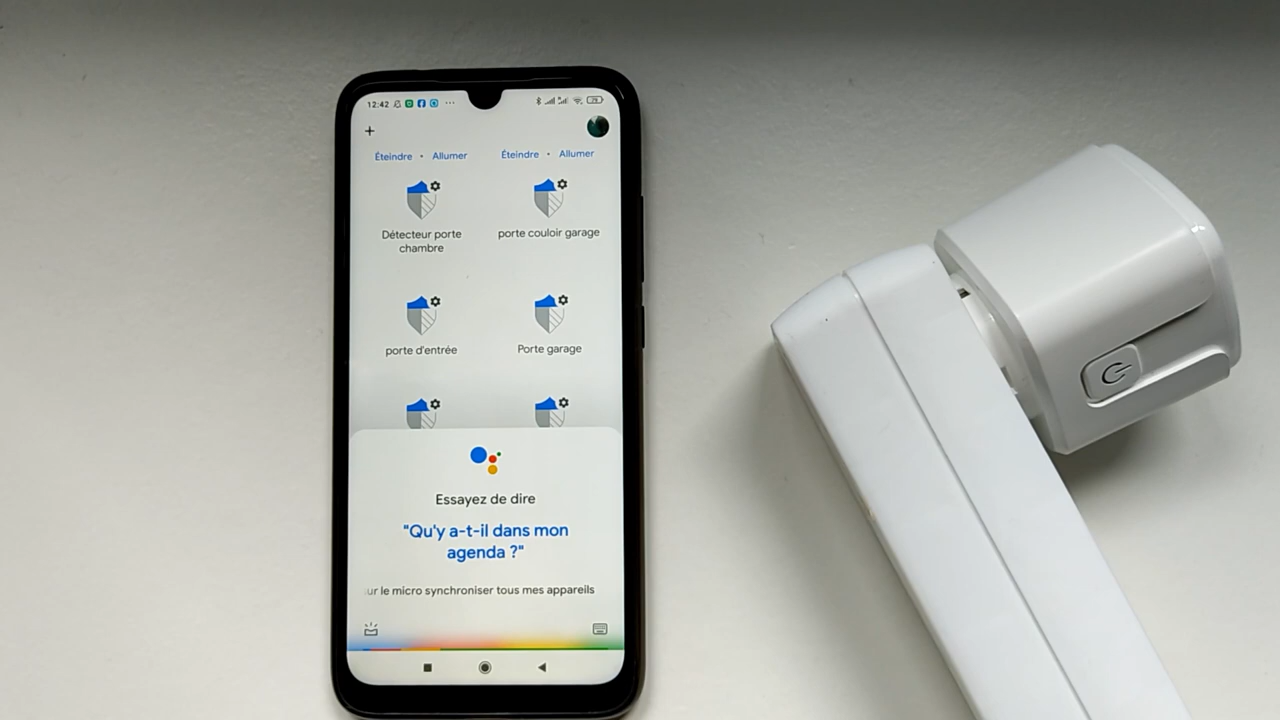 12:42
79
+
Éteindre • Allumer Éteindre • Allumer
Détecteur porte
chambre
porte couloir garage
porte d'entrée
Porte garage
Essayez de dire
"Qu'y a-t-il dans mon
agenda ?"
ur le micro synchroniser tous mes appareils